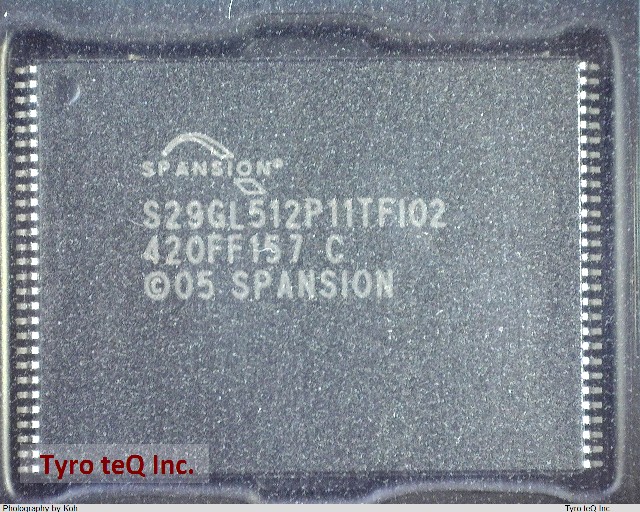 SPANSION®
S29GL512P11TFI02
420FF157 C
©05 SPANSION
Tyro teQ Inc.
Photography by Koh
Tyro teQ Inc.